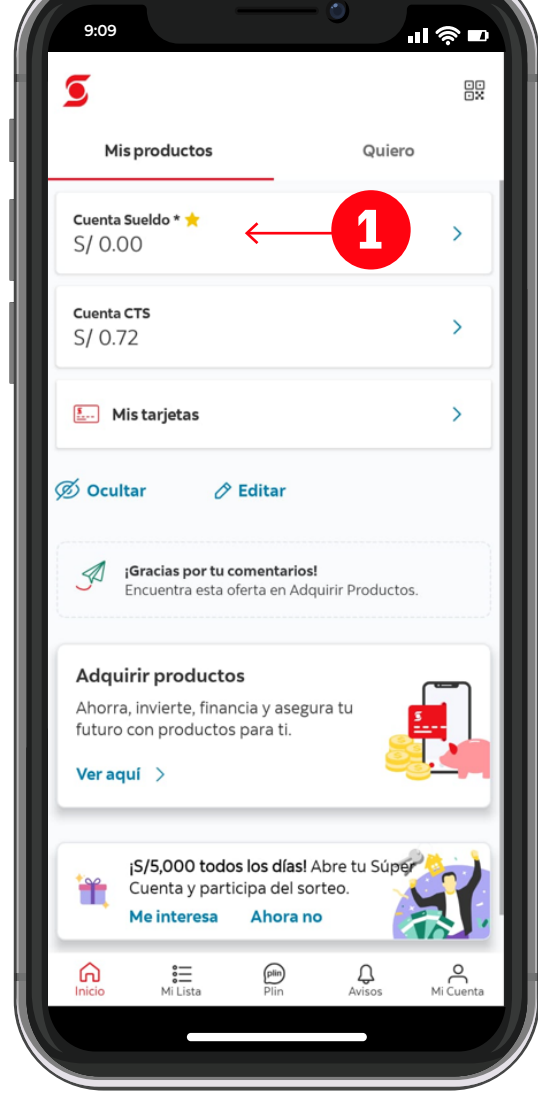 9:09
Mis productos
Quiero
Cuenta Sueldo *
S/ 0.00
1
Cuenta CTS
S/ 0.72
Mis tarjetas
Ocultar
Editar
¡Gracias por tu comentarios!
Encuentra esta oferta en Adquirir Productos.
Adquirir productos
Ahorra, invierte, financia y asegura tu
futuro con productos para ti.
Ver aquí
¡S/5,000 todos los días! Abre tu Súper
Cuenta y participa del sorteo.
Me interesa
Ahora no
plin
Inicio
Mi Lista
Plin
Avisos
Mi Cuenta